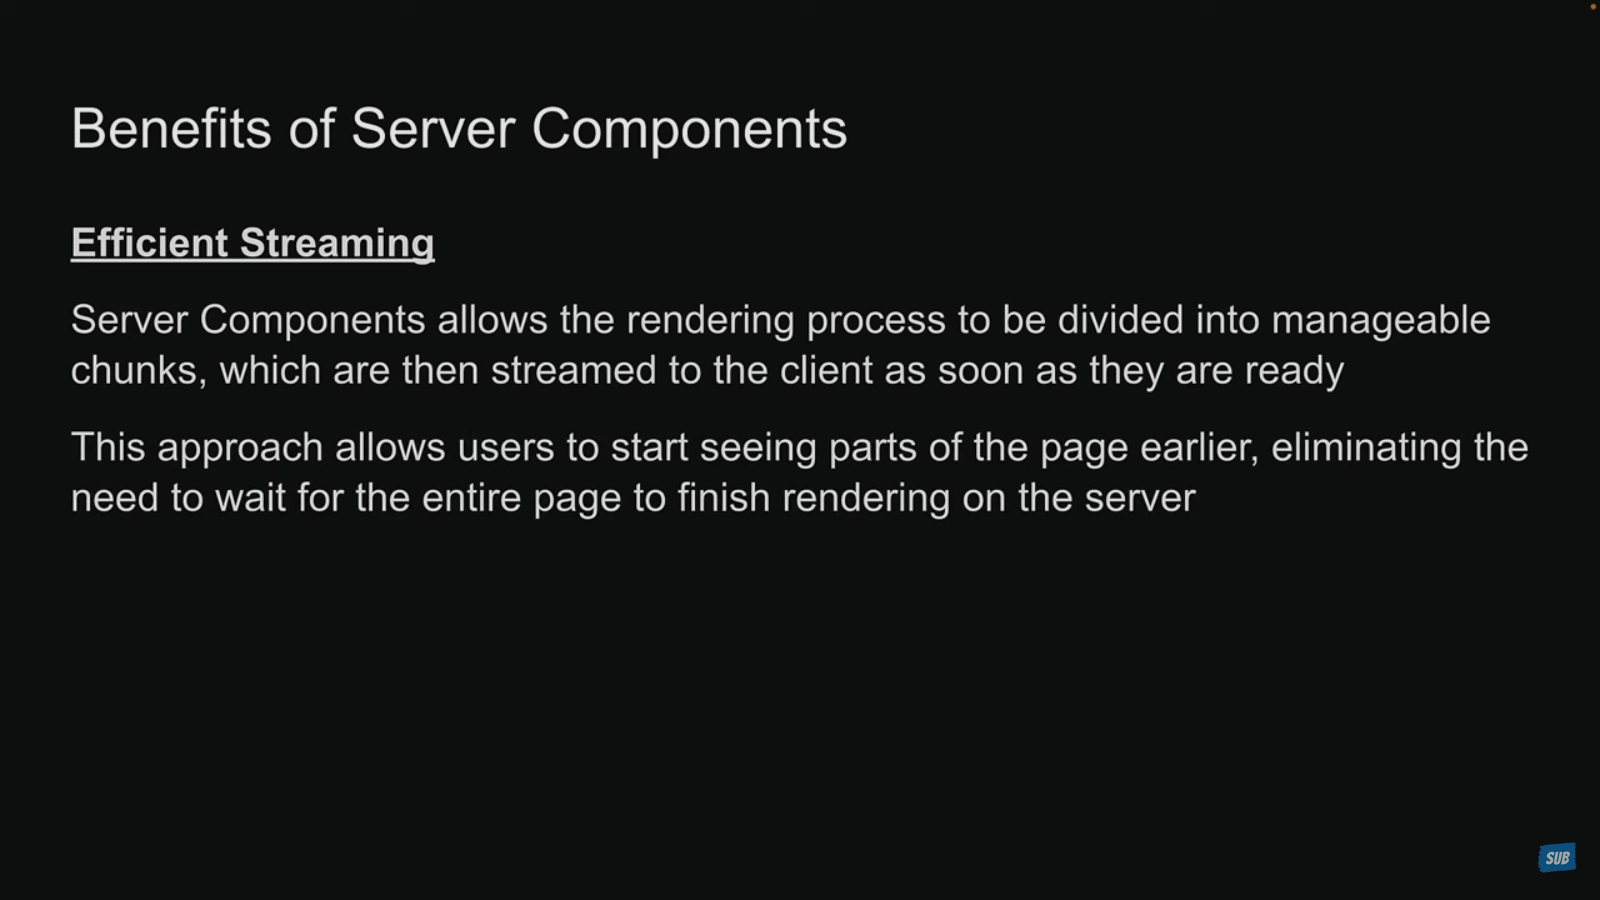 Benefits of Server Components
Efficient Streaming
Server Components allows the rendering process to be divided into manageable
chunks, which are then streamed to the client as soon as they are ready
This approach allows users to start seeing parts of the page earlier, eliminating the
need to wait for the entire page to finish rendering on the server
SUB